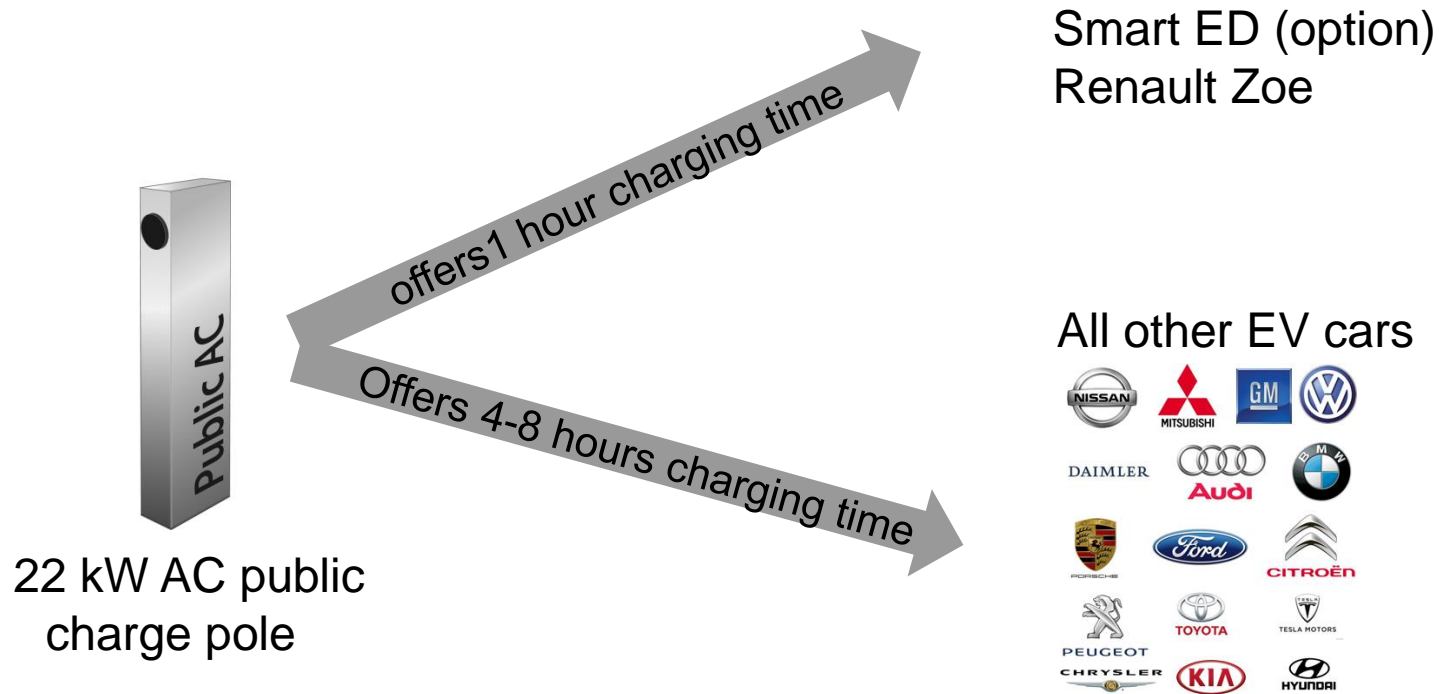 Smart ED (option)
Renault Zoe
offers1 hour charging time
Public AC
22 kW AC public
charge pole
Offers 4-8 hours charging time
All other EV cars
NISSAN
MITSUBISHI
GM
DAIMLER
Audi
BMW
PORSCHE
Ford
CITROËN
PEUGEOT
TOYOTA
TESLA MOTORS
CHRYSLER
KIA
HYUNDAI